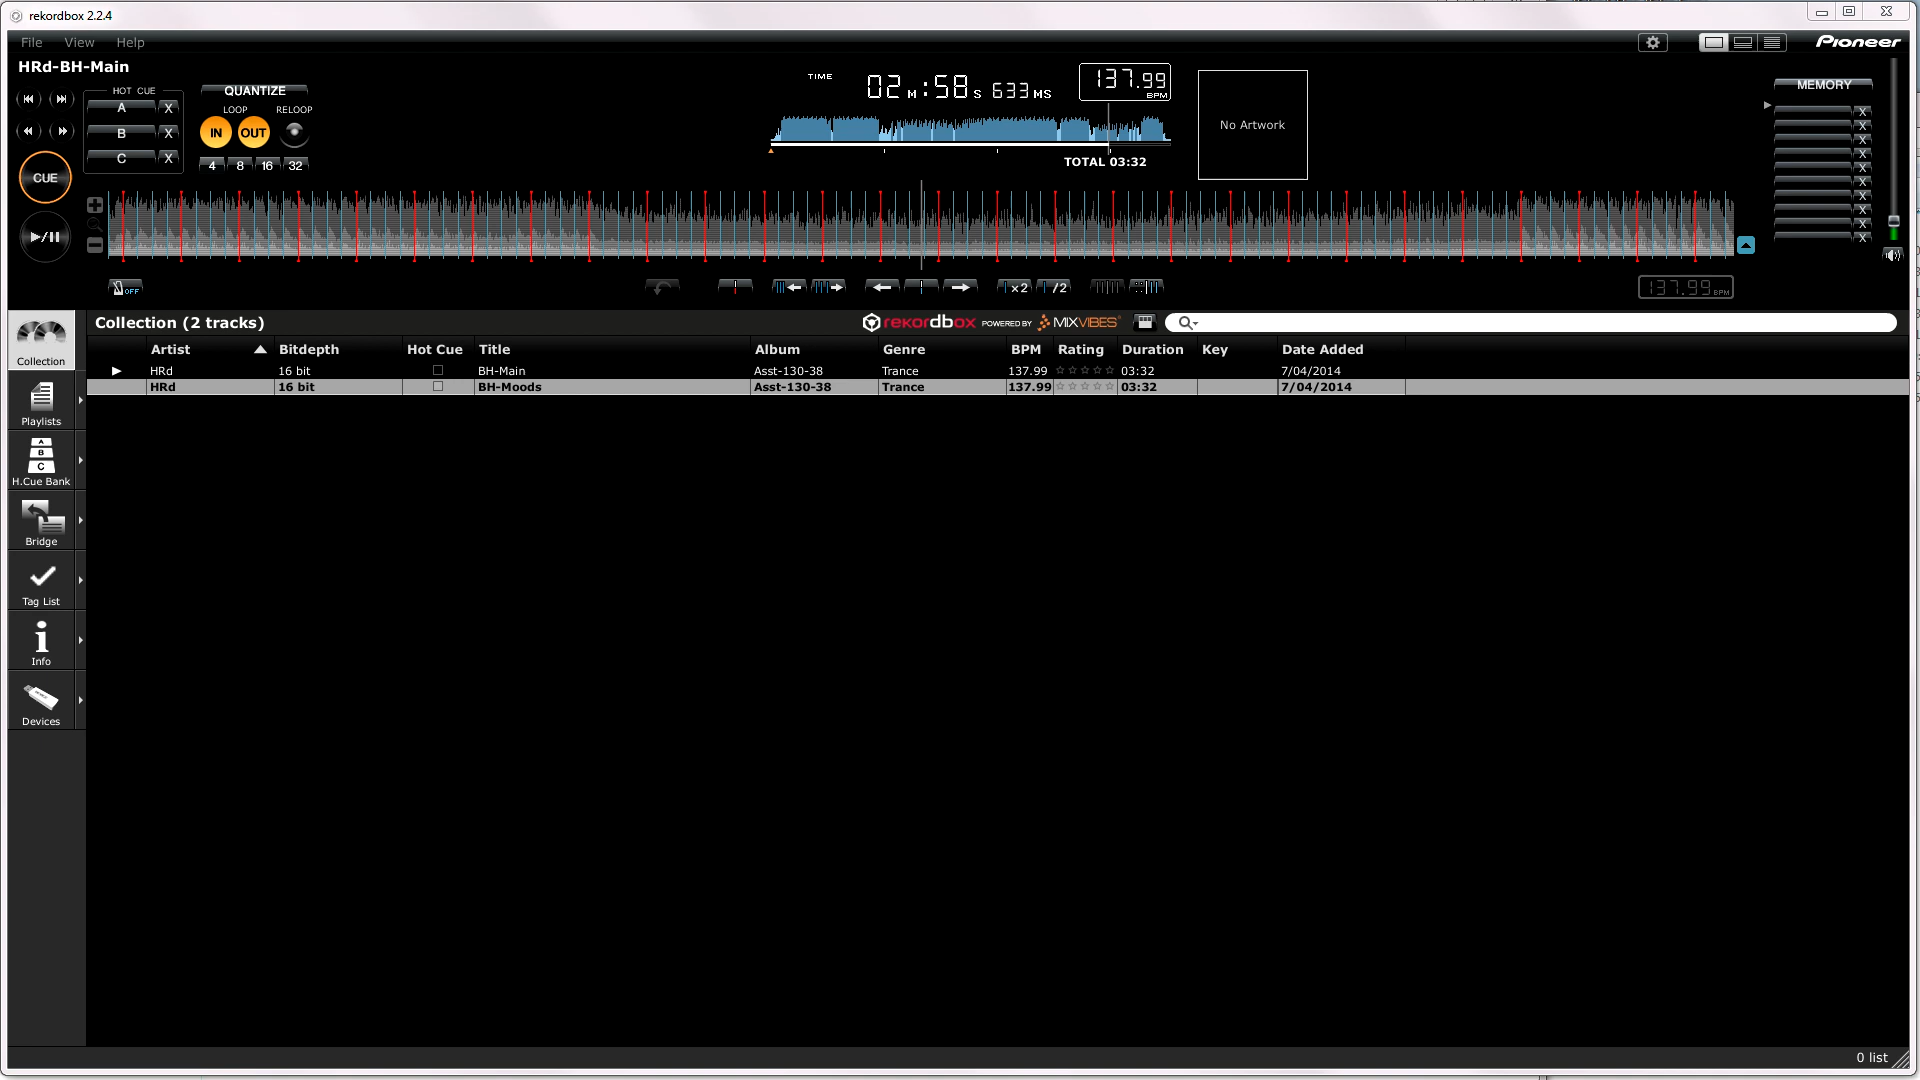 rekordbox 2.2.4
File View Help
Pioneer
HRd-BH-Main
HOT CUE
A X
B X
C X
QUANTIZE
LOOP RELOOP
IN OUT
4 8 16 32
CUE
TIME 02 M:58 S 633 MS
137.99 BPM
TOTAL 03:32
No Artwork
MEMORY
X
X
X
X
X
X
X
X
X
X
OFF
x2 /2
137.99 BPM
Collection (2 tracks)
rekordbox POWERED BY MIXVIBES
Artist Bitdepth Hot Cue Title Album Genre BPM Rating Duration Key Date Added
HRd 16 bit BH-Main Asst-130-38 Trance 137.99 03:32 7/04/2014
HRd 16 bit BH-Moods Asst-130-38 Trance 137.99 03:32 7/04/2014
Collection
Playlists
A
B
C
H.Cue Bank
Bridge
Tag List
Info
Devices
0 list